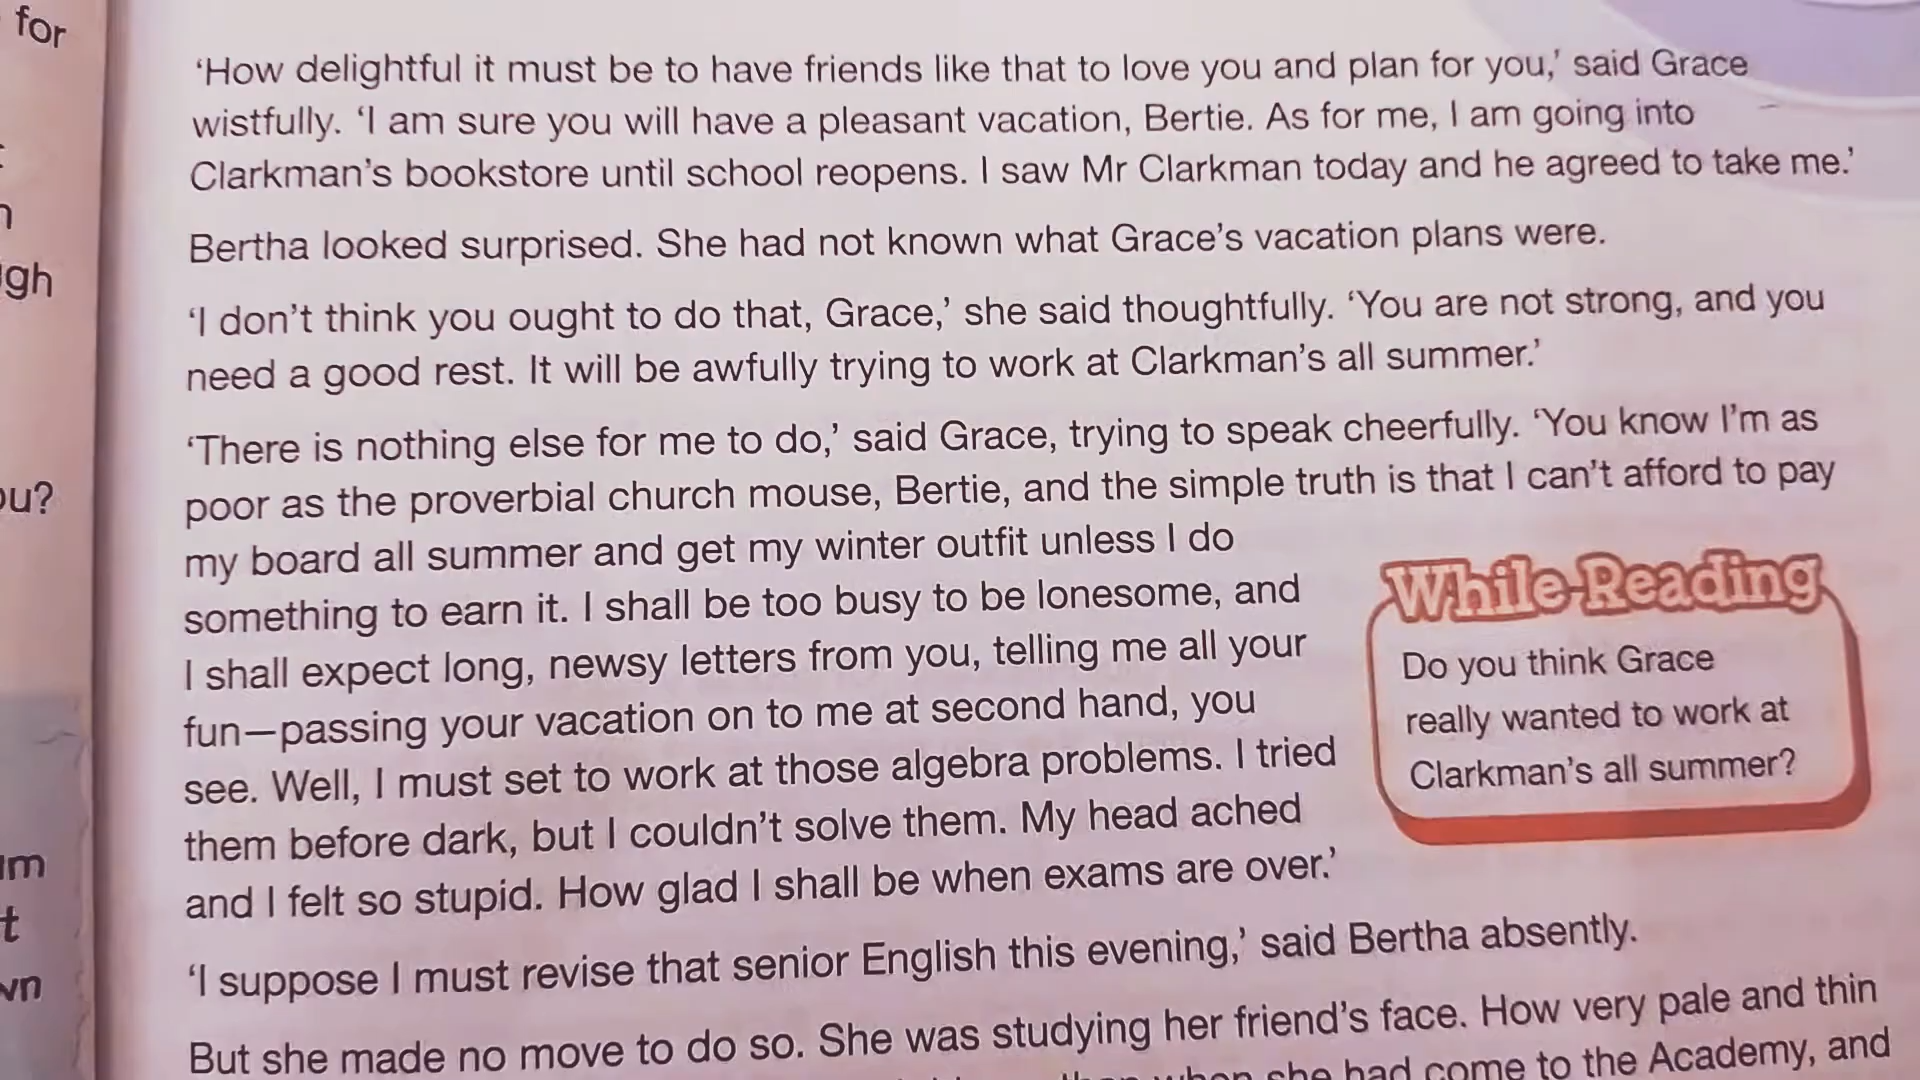 for
gh
ou?
um
t
wn
‘How delightful it must be to have friends like that to love you and plan for you,’ said Grace
wistfully. ‘I am sure you will have a pleasant vacation, Bertie. As for me, I am going into
Clarkman’s bookstore until school reopens. I saw Mr Clarkman today and he agreed to take me.’
Bertha looked surprised. She had not known what Grace’s vacation plans were.
‘I don’t think you ought to do that, Grace,’ she said thoughtfully. ‘You are not strong, and you
need a good rest. It will be awfully trying to work at Clarkman’s all summer.’
‘There is nothing else for me to do,’ said Grace, trying to speak cheerfully. ‘You know I’m as
poor as the proverbial church mouse, Bertie, and the simple truth is that I can’t afford to pay
my board all summer and get my winter outfit unless I do
something to earn it. I shall be too busy to be lonesome, and
I shall expect long, newsy letters from you, telling me all your
fun—passing your vacation on to me at second hand, you
see. Well, I must set to work at those algebra problems. I tried
them before dark, but I couldn’t solve them. My head ached
and I felt so stupid. How glad I shall be when exams are over.’
While-Reading
Do you think Grace
really wanted to work at
Clarkman’s all summer?
‘I suppose I must revise that senior English this evening,’ said Bertha absently.
But she made no move to do so. She was studying her friend’s face. How very pale and thin
when she had come to the Academy, and